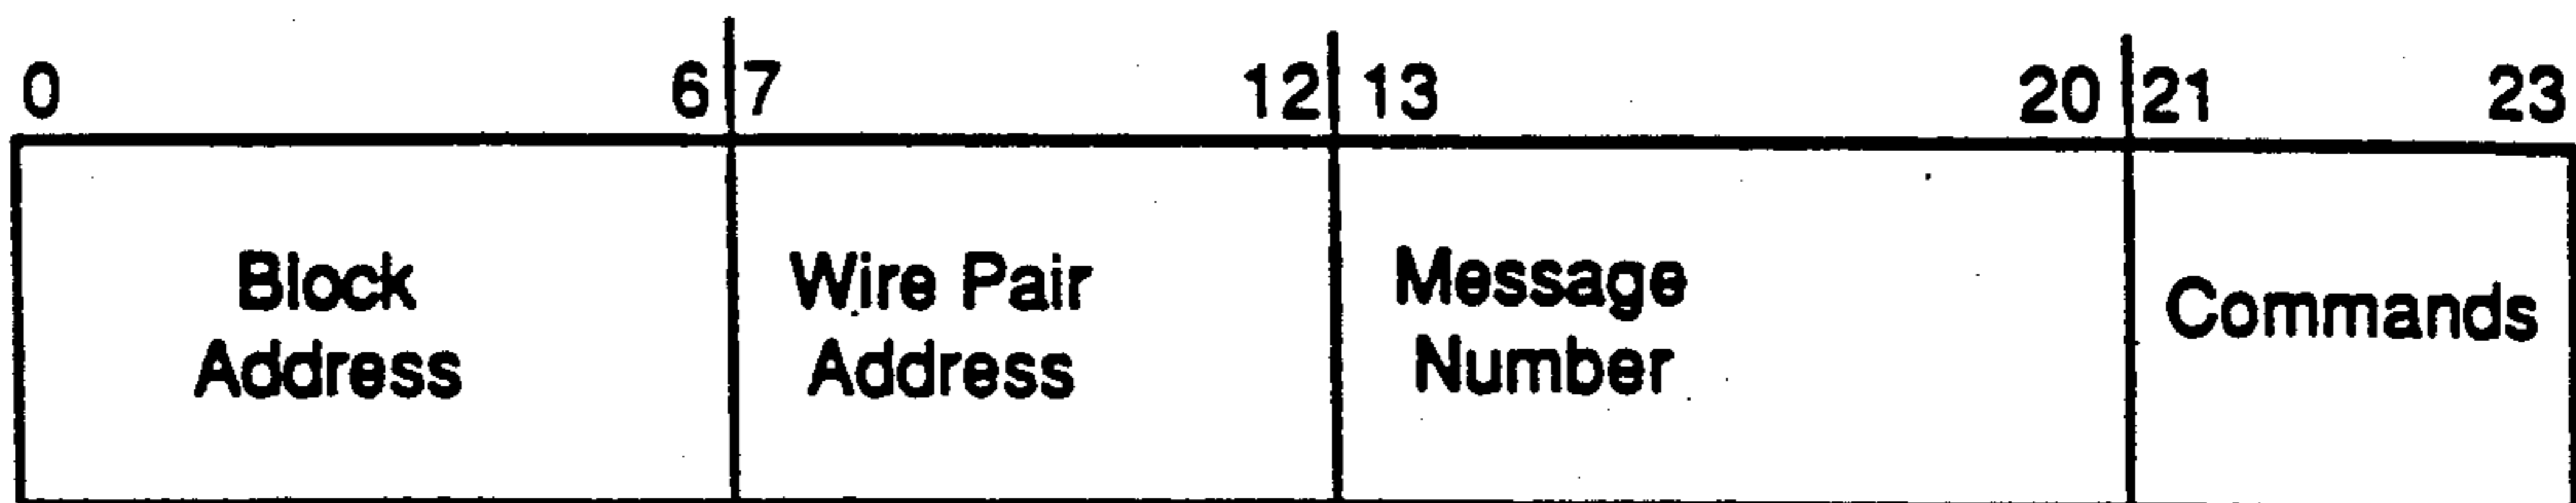 0 6 7 12 13 20 21 23
Block
Address
Wire Pair
Address
Message
Number
Commands